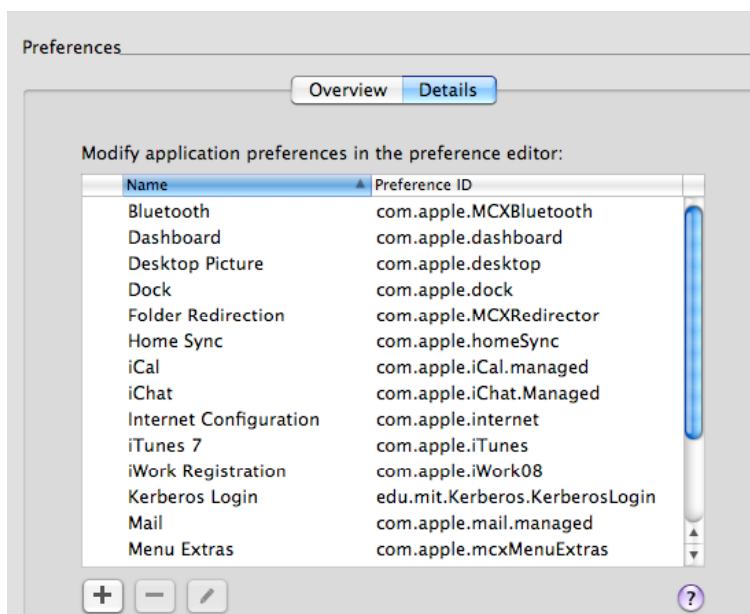 Preferences
Overview Details
Modify application preferences in the preference editor:
Name Preference ID
Bluetooth com.apple.MCXBluetooth
Dashboard com.apple.dashboard
Desktop Picture com.apple.desktop
Dock com.apple.dock
Folder Redirection com.apple.MCXRedirector
Home Sync com.apple.homeSync
iCal com.apple.iCal.managed
iChat com.apple.iChat.Managed
Internet Configuration com.apple.internet
iTunes 7 com.apple.iTunes
iWork Registration com.apple.iWork08
Kerberos Login edu.mit.Kerberos.KerberosLogin
Mail com.apple.mail.managed
Menu Extras com.apple.mcxMenuExtras
+ − ?